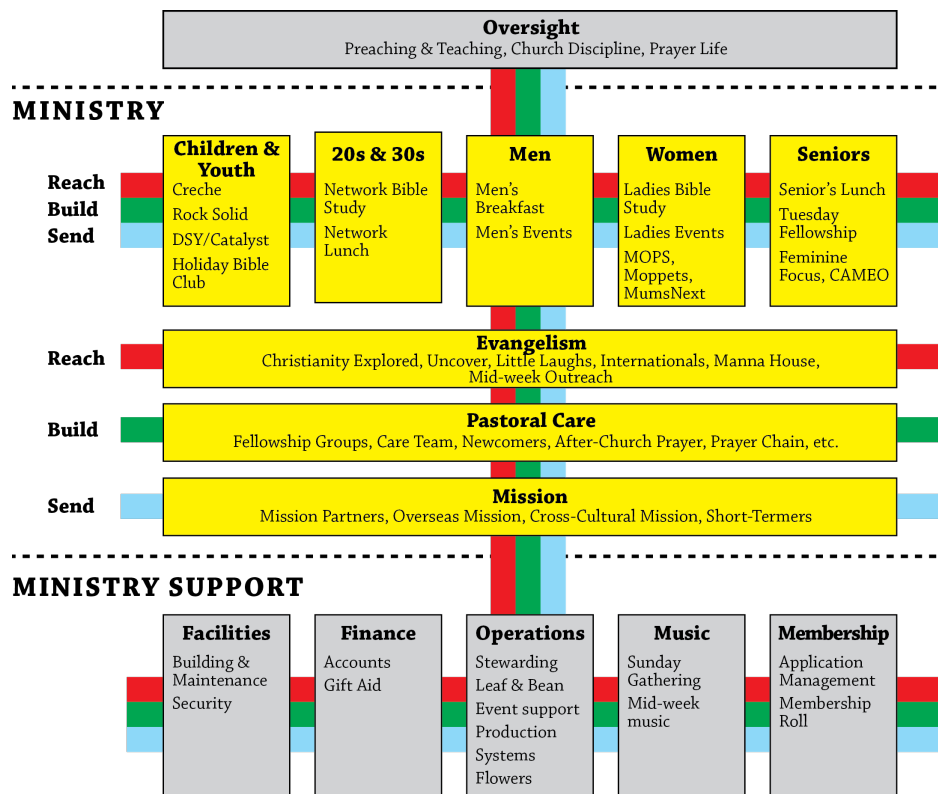 Oversight
Preaching & Teaching, Church Discipline, Prayer Life
MINISTRY
Reach
Build
Send
Children &
Youth
Creche
Rock Solid
DSY/Catalyst
Holiday Bible
Club
20s & 30s
Network Bible
Study
Network
Lunch
Men
Men's
Breakfast
Men's Events
Women
Ladies Bible
Study
Ladies Events
MOPS,
Moppets,
MumsNext
Seniors
Senior's Lunch
Tuesday
Fellowship
Feminine
Focus, CAMEO
Reach
Evangelism
Christianity Explored, Uncover, Little Laughs, Internationals, Manna House,
Mid-week Outreach
Build
Pastoral Care
Fellowship Groups, Care Team, Newcomers, After-Church Prayer, Prayer Chain, etc.
Send
Mission
Mission Partners, Overseas Mission, Cross-Cultural Mission, Short-Termers
MINISTRY SUPPORT
Facilities
Building &
Maintenance
Security
Finance
Accounts
Gift Aid
Operations
Stewarding
Leaf & Bean
Event support
Production
Systems
Flowers
Music
Sunday
Gathering
Mid-week
music
Membership
Application
Management
Membership
Roll